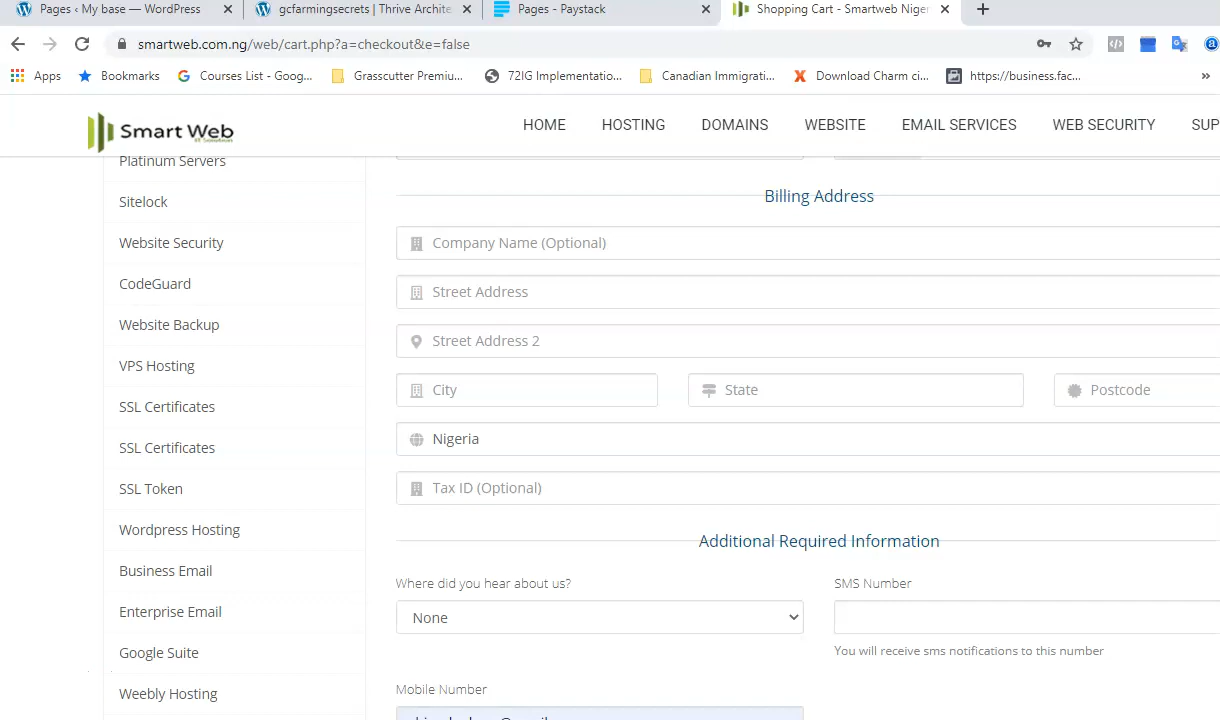 Pages ‹ My base — WordPress
gcfarmingsecrets | Thrive Archite
Pages - Paystack
Shopping Cart - Smartweb Niger
smartweb.com.ng/web/cart.php?a=checkout&e=false
Apps
Bookmarks
Courses List - Goog...
Grasscutter Premiu...
72IG Implementatio...
Canadian Immigrati...
Download Charm ci...
https://business.fac...
»
Smart Web
HOME
HOSTING
DOMAINS
WEBSITE
EMAIL SERVICES
WEB SECURITY
SUP
Platinum Servers
Sitelock
Website Security
CodeGuard
Website Backup
VPS Hosting
SSL Certificates
SSL Certificates
SSL Token
Wordpress Hosting
Business Email
Enterprise Email
Google Suite
Weebly Hosting
Billing Address
Company Name (Optional)
Street Address
Street Address 2
City
State
Postcode
Nigeria
Tax ID (Optional)
Additional Required Information
Where did you hear about us?
SMS Number
None
You will receive sms notifications to this number
Mobile Number